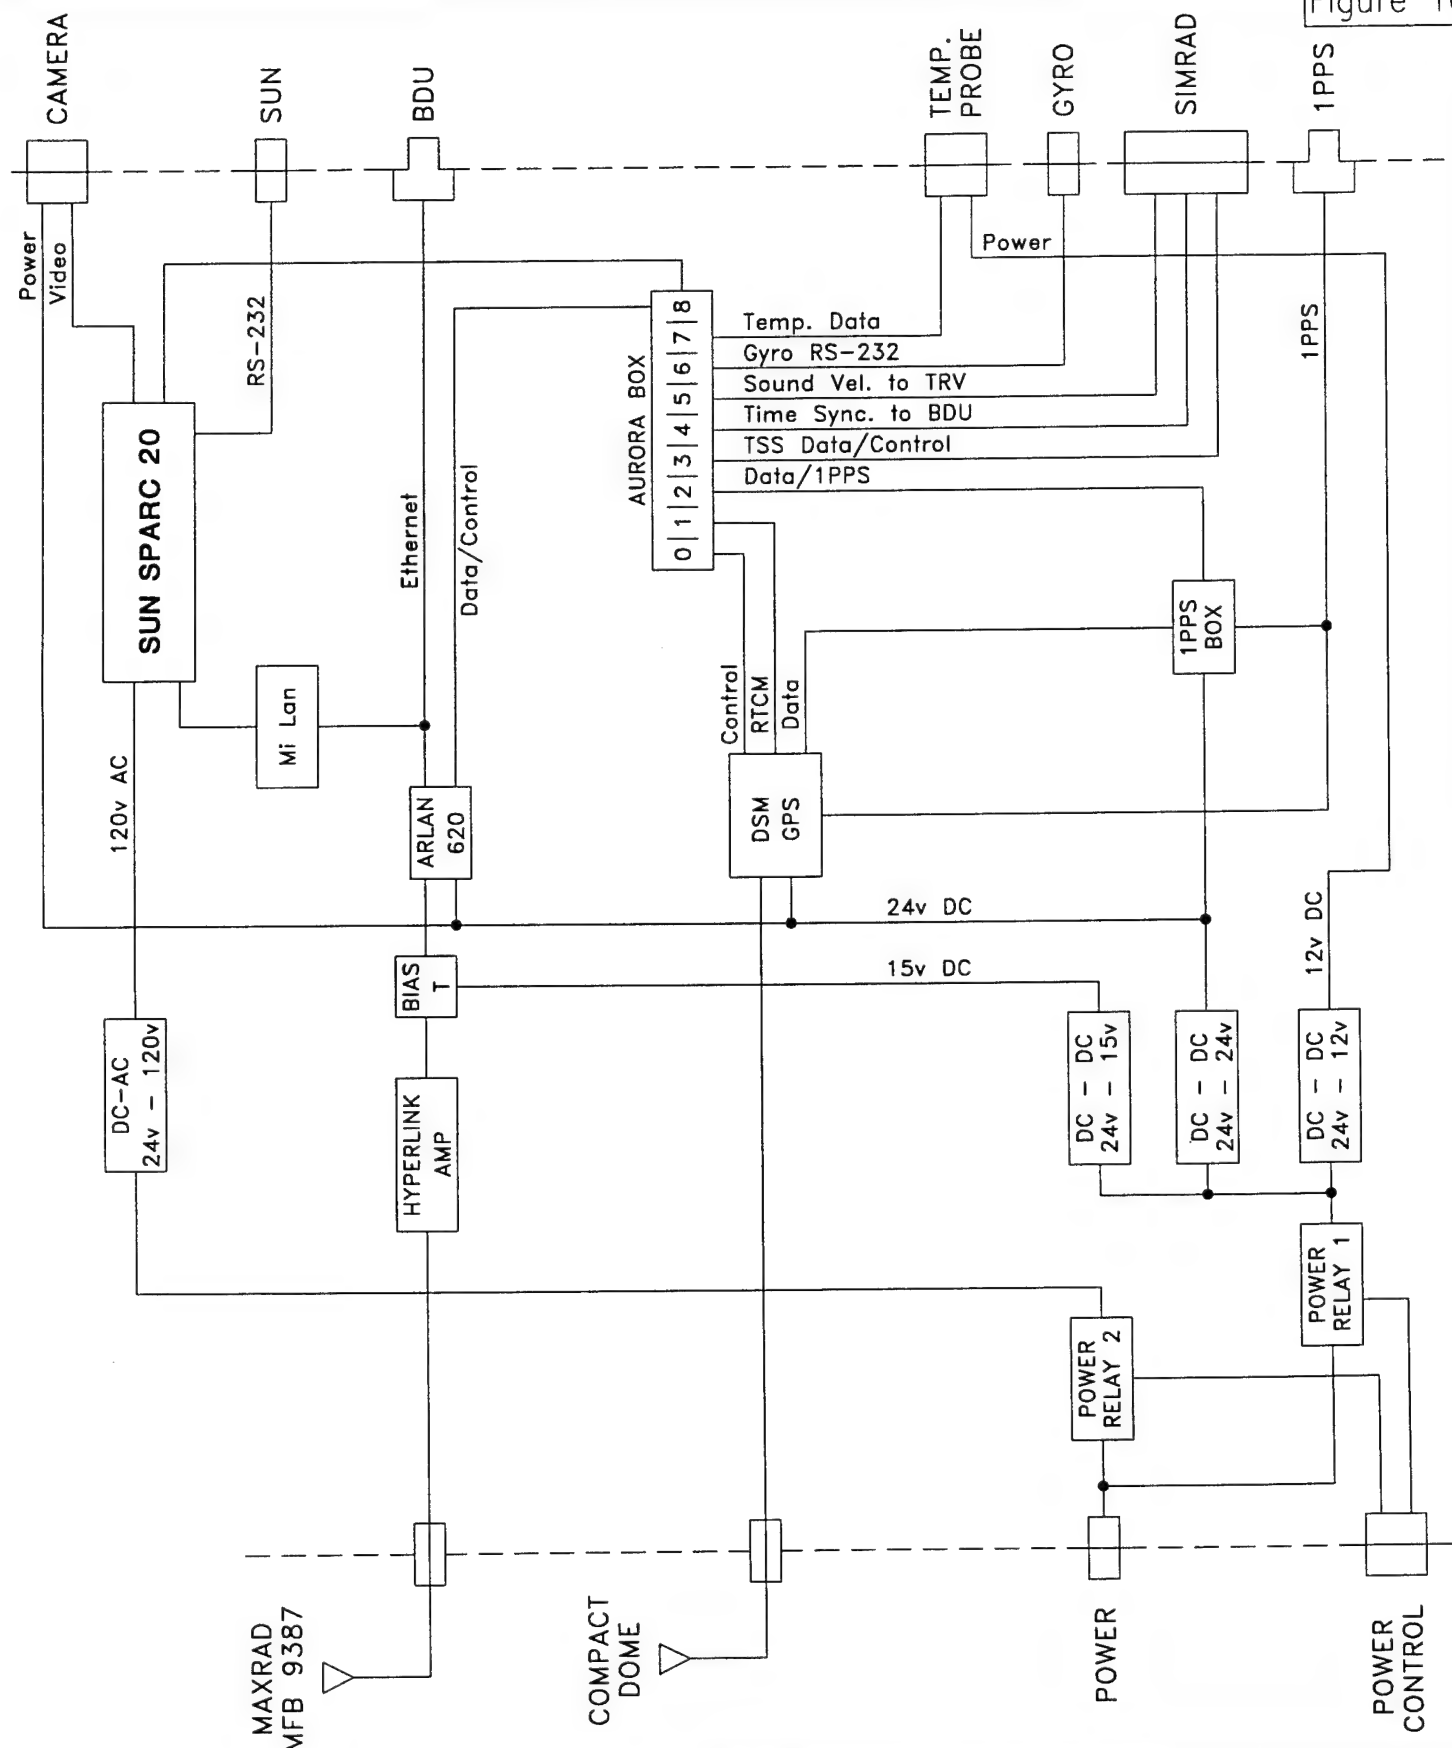 Figure
CAMERA
SUN
BDU
TEMP.
PROBE
GYRO
SIMRAD
1PPS
Power
Video
RS-232
Ethernet
Data/Control
Power
1PPS
SUN SPARC 20
AURORA BOX
0|1|2|3|4|5|6|7|8
Temp. Data
Gyro RS-232
Sound Vel. to TRV
Time Sync. to BDU
TSS Data/Control
Data/1PPS
Mi Lan
Control
RTCM
Data
1PPS
BOX
120v AC
ARLAN
620
DSM
GPS
24v DC
15v DC
12v DC
BIAS
T
DC-AC
24v - 120v
HYPERLINK
AMP
DC - DC
24v - 15v
DC - DC
24v - 24v
DC - DC
24v - 12v
POWER
RELAY 1
POWER
RELAY 2
MAXRAD
MFB 9387
COMPACT
DOME
POWER
POWER
CONTROL